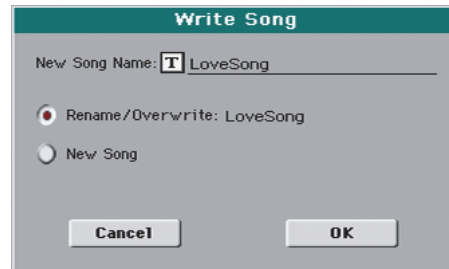 Write Song
New Song Name: T LoveSong
Rename/Overwrite: LoveSong
New Song
Cancel OK